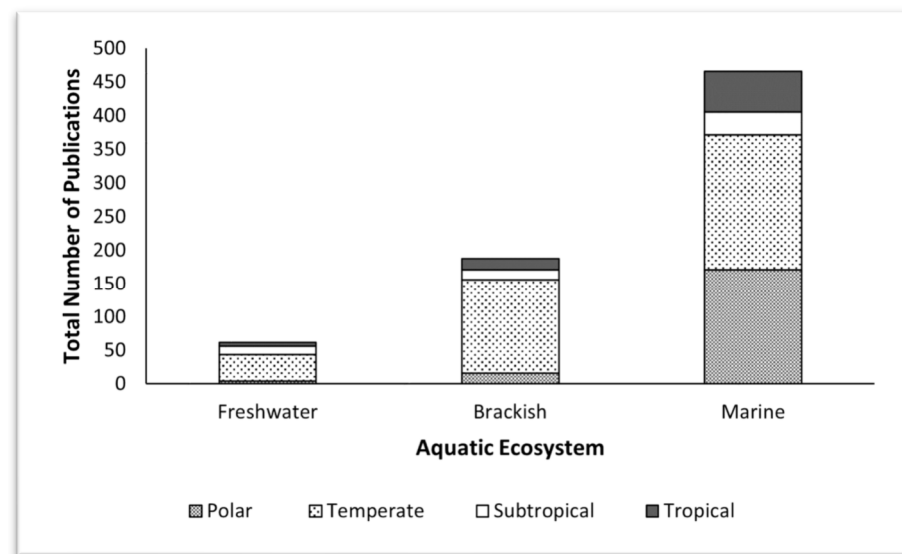 Total Number of Publications
500
450
400
350
300
250
200
150
100
50
0
Freshwater Brackish Marine
Aquatic Ecosystem
Polar Temperate Subtropical Tropical